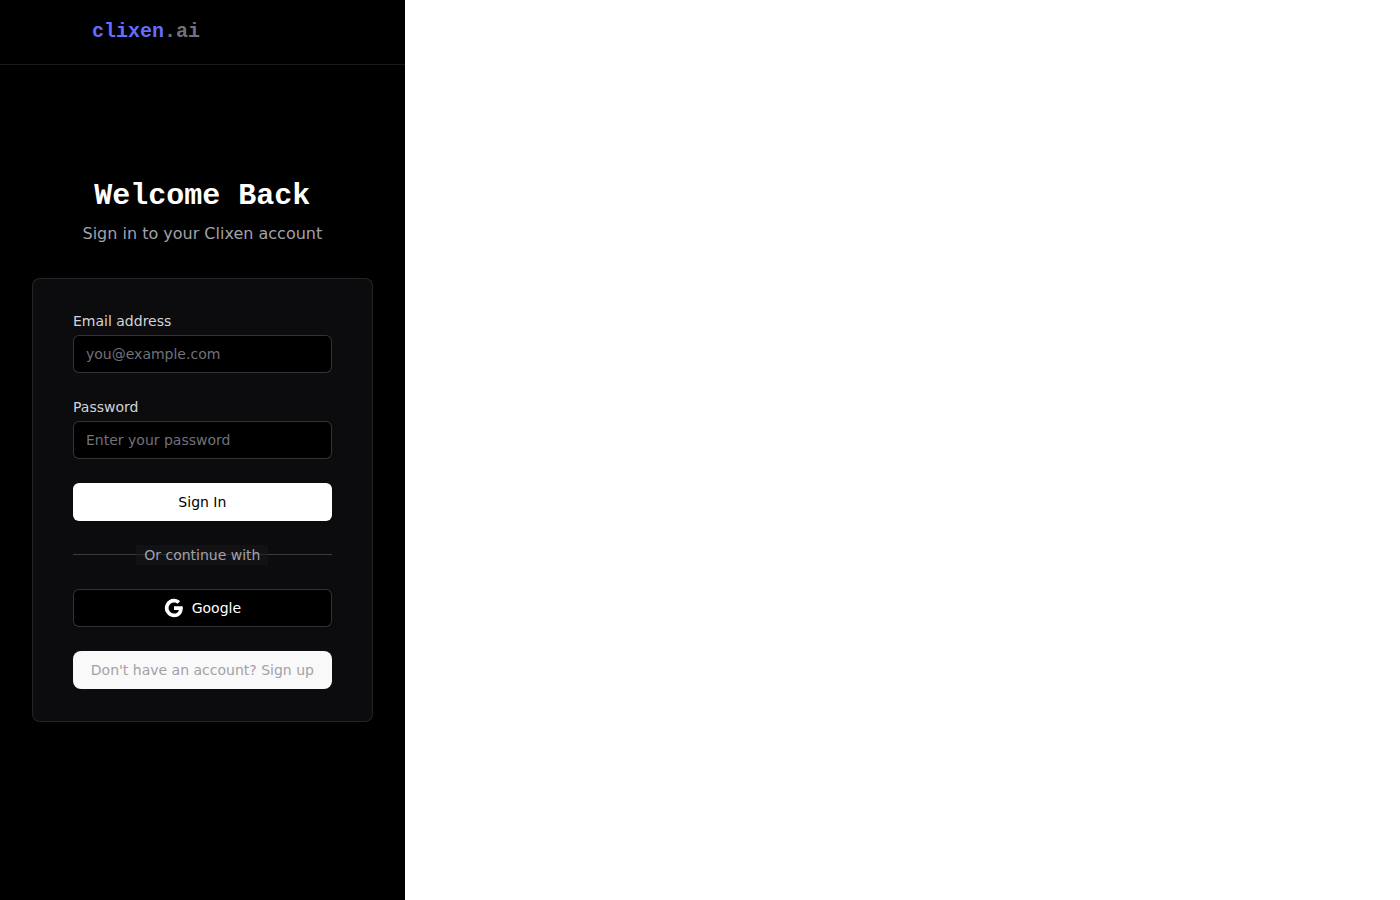 clixen.ai
Welcome Back
Sign in to your Clixen account
Email address
you@example.com
Password
Enter your password
Sign In
Or continue with
Google
Don't have an account? Sign up